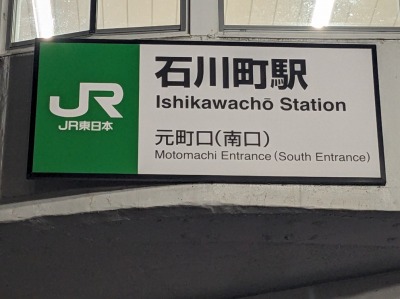 JR
JR東日本
石川町駅
Ishikawachō Station
元町口(南口)
Motomachi Entrance (South Entrance)